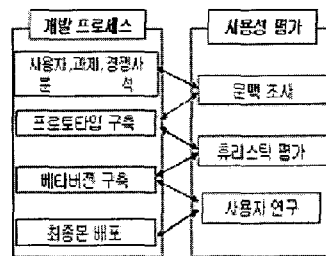 개발 프로세스
사용자,과제,경쟁사
분 석
프로토타입 구축
베타버전 구축
최종본 배포
사용성 평가
문맥 조사
휴리스틱 평가
사용자 연구